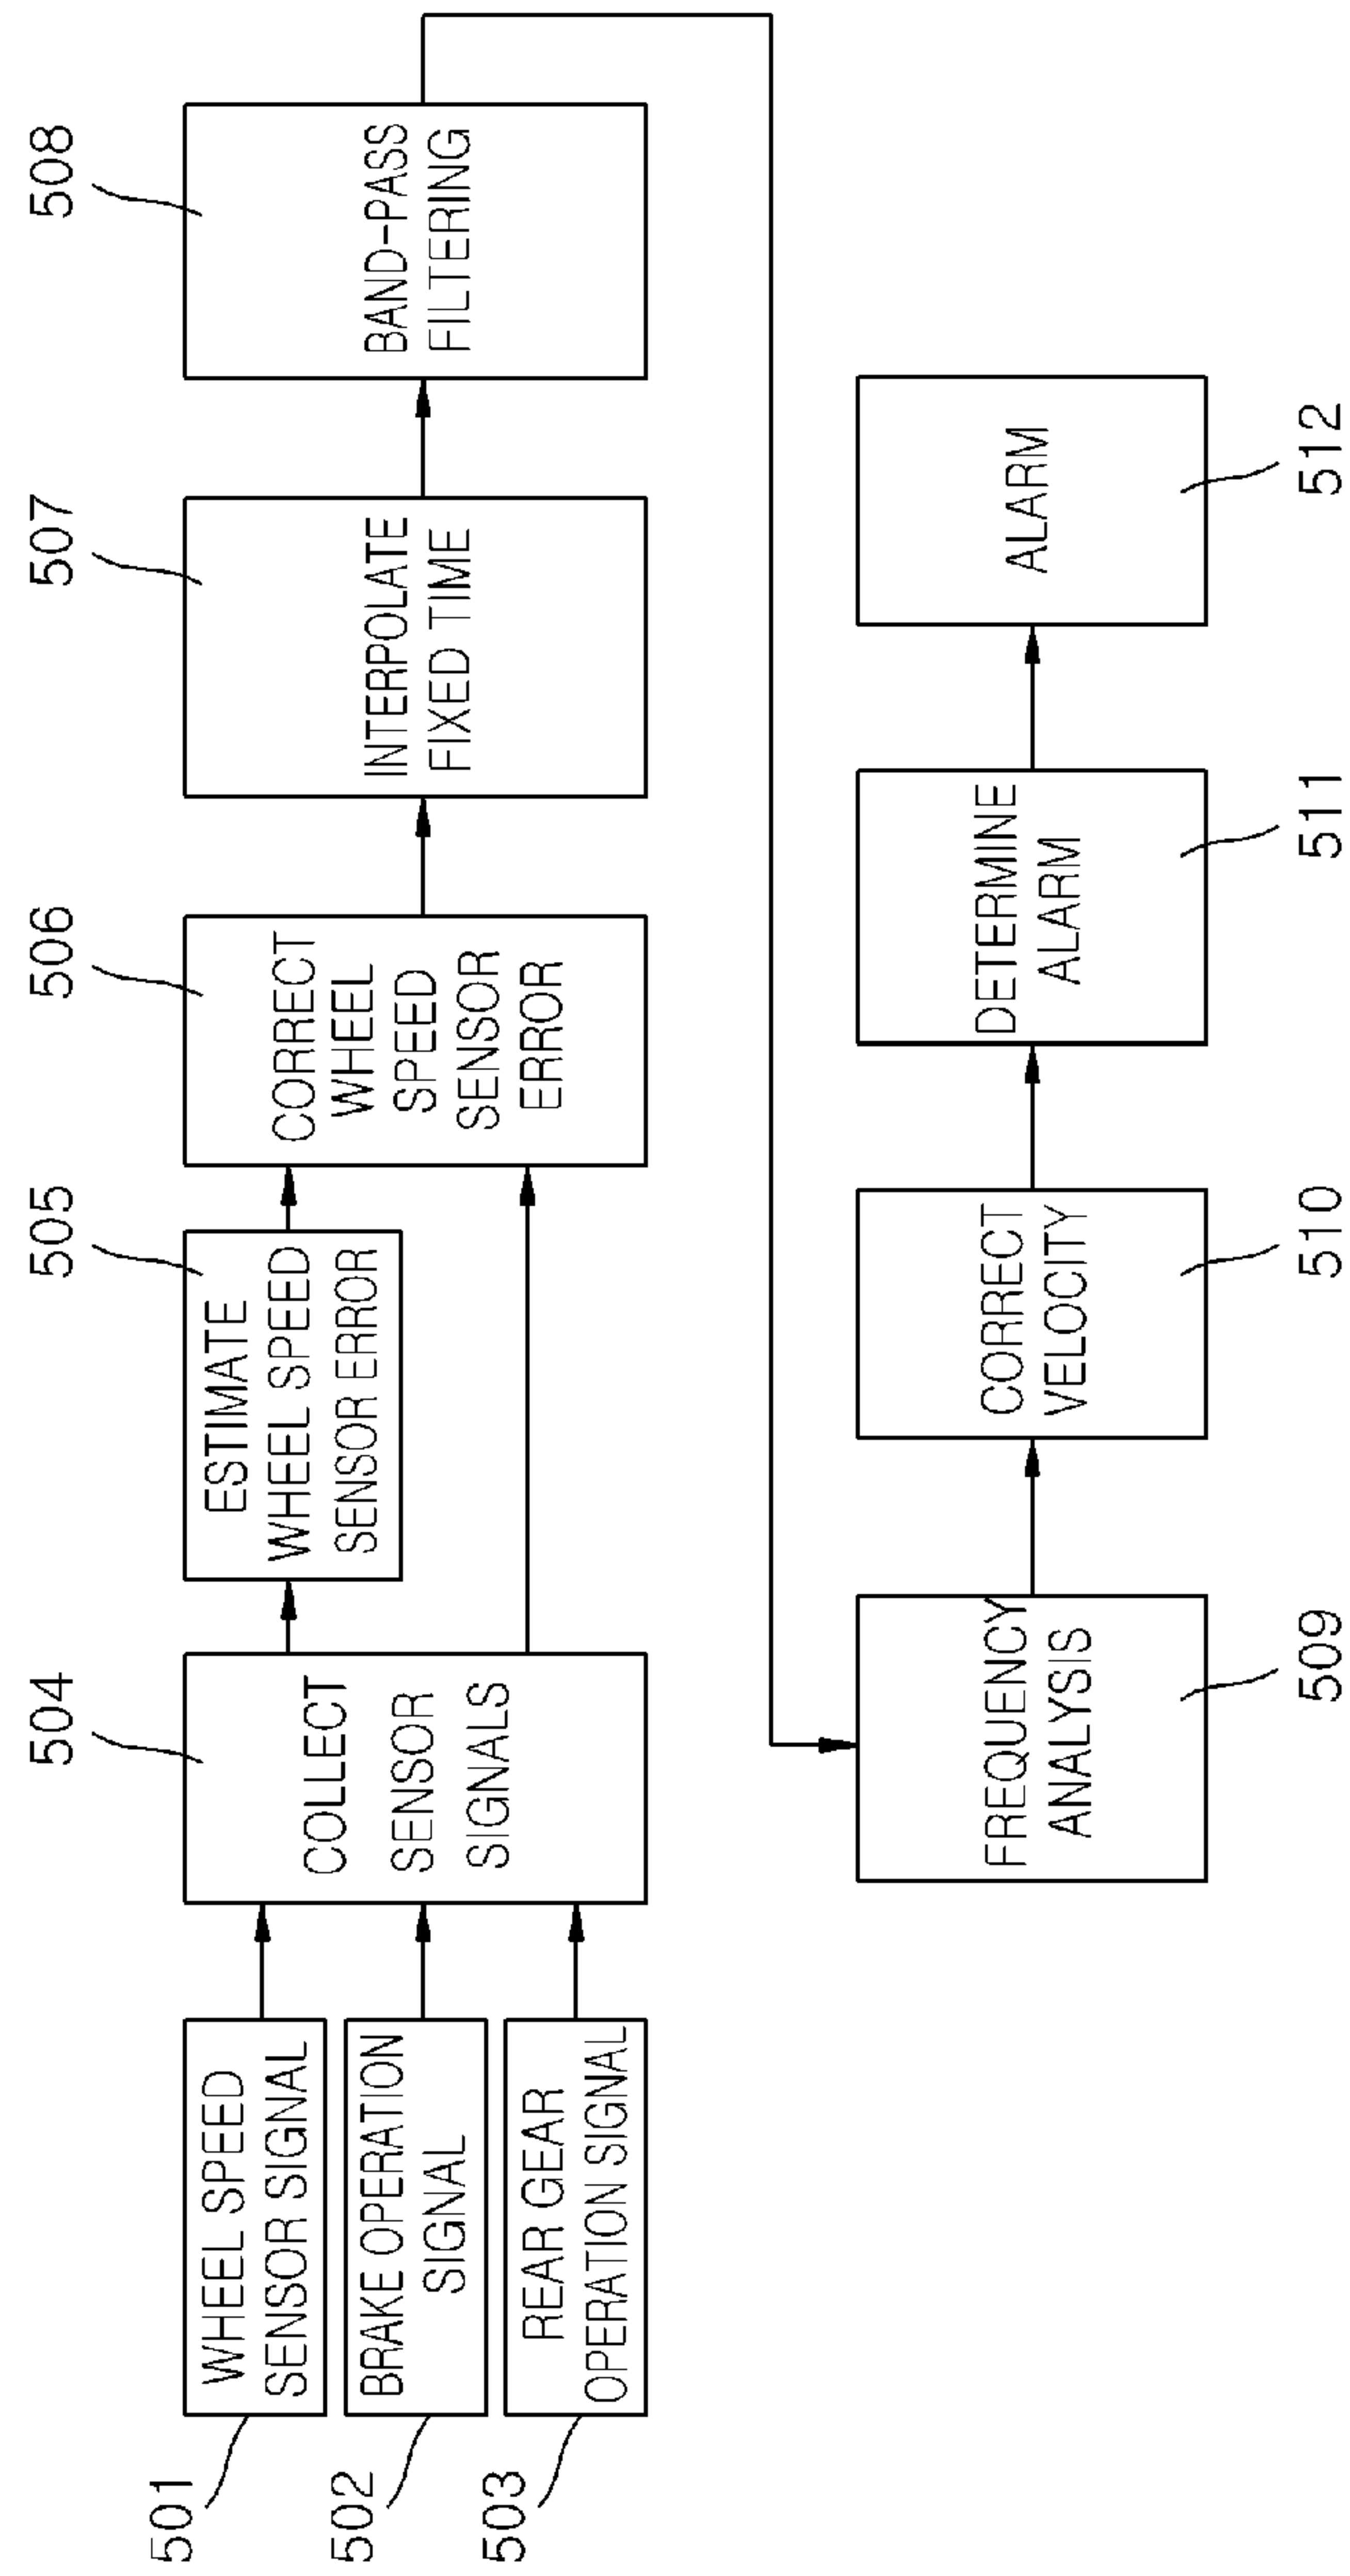 501
WHEEL SPEED
SENSOR SIGNAL
502
BRAKE OPERATION
SIGNAL
503
REAR GEAR
OPERATION SIGNAL
504
COLLECT
SENSOR
SIGNALS
505
ESTIMATE
WHEEL SPEED
SENSOR ERROR
506
CORRECT
WHEEL
SPEED
SENSOR
ERROR
507
INTERPOLATE
FIXED TIME
508
BAND-PASS
FILTERING
FREQUENCY
ANALYSIS
509
CORRECT
VELOCITY
510
DETERMINE
ALARM
511
ALARM
512